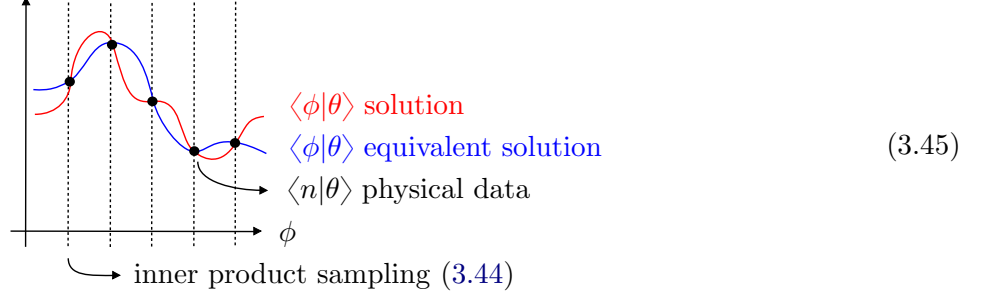 ⟨ϕ|θ⟩ solution
⟨ϕ|θ⟩ equivalent solution
(3.45)
⟨n|θ⟩ physical data
ϕ
inner product sampling (3.44)